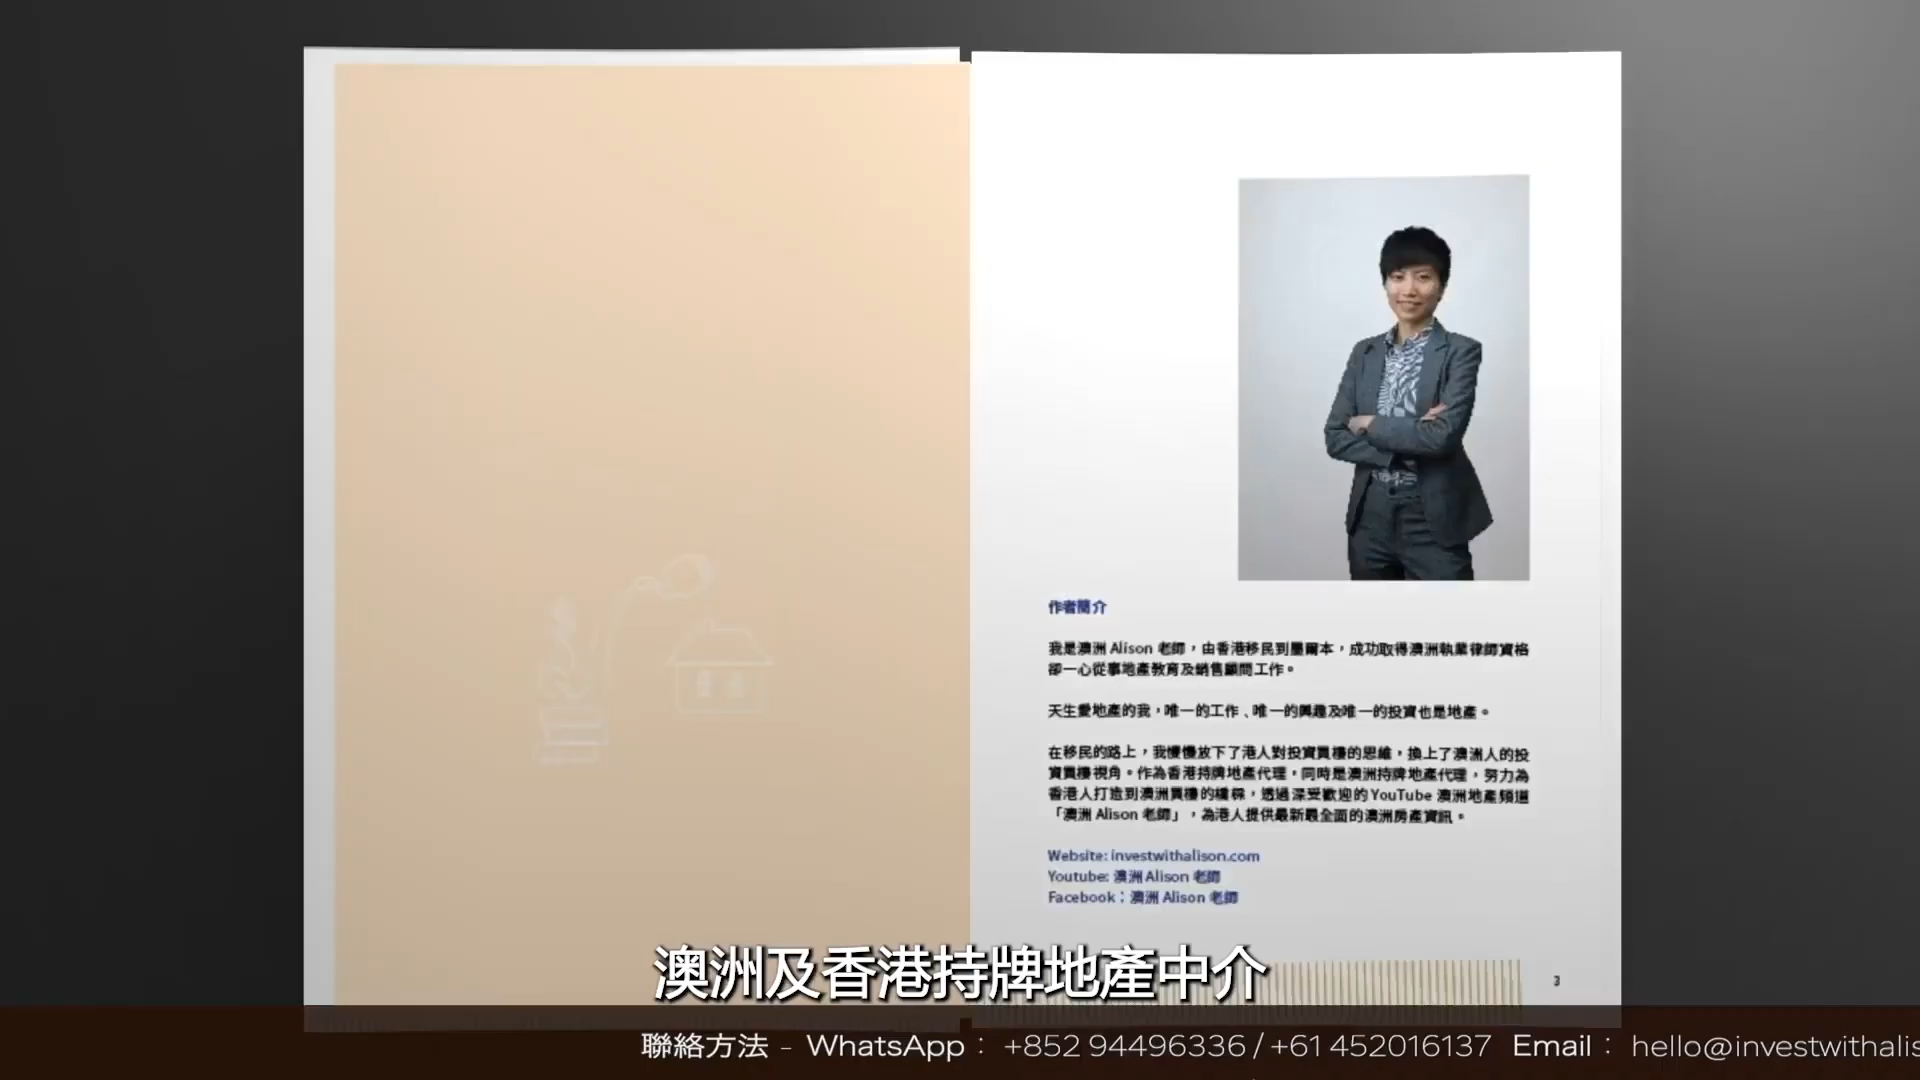 作者簡介
我是澳洲 Alison 老師，由香港移民到墨爾本，成功取得澳洲執業律師資格
卻一心從事地產教育及銷售顧問工作。
天生愛地產的我，唯一的工作、唯一的興趣及唯一的投資也是地產。
在移民的路上，我慢慢放下了港人對投資買樓的思維，換上了澳洲人的投
資買樓視角。作為香港持牌地產代理，同時是澳洲持牌地產代理，努力為
香港人打造到澳洲買樓的橋樑，透過深受歡迎的 YouTube 澳洲地產頻道
「澳洲 Alison 老師」，為港人提供最新最全面的澳洲房產資訊。
Website: investwithalison.com
Youtube: 澳洲 Alison 老師
Facebook：澳洲 Alison 老師
3
澳洲及香港持牌地產中介
聯絡方法 - WhatsApp： +852 94496336 / +61 452016137 Email： hello@investwithalis